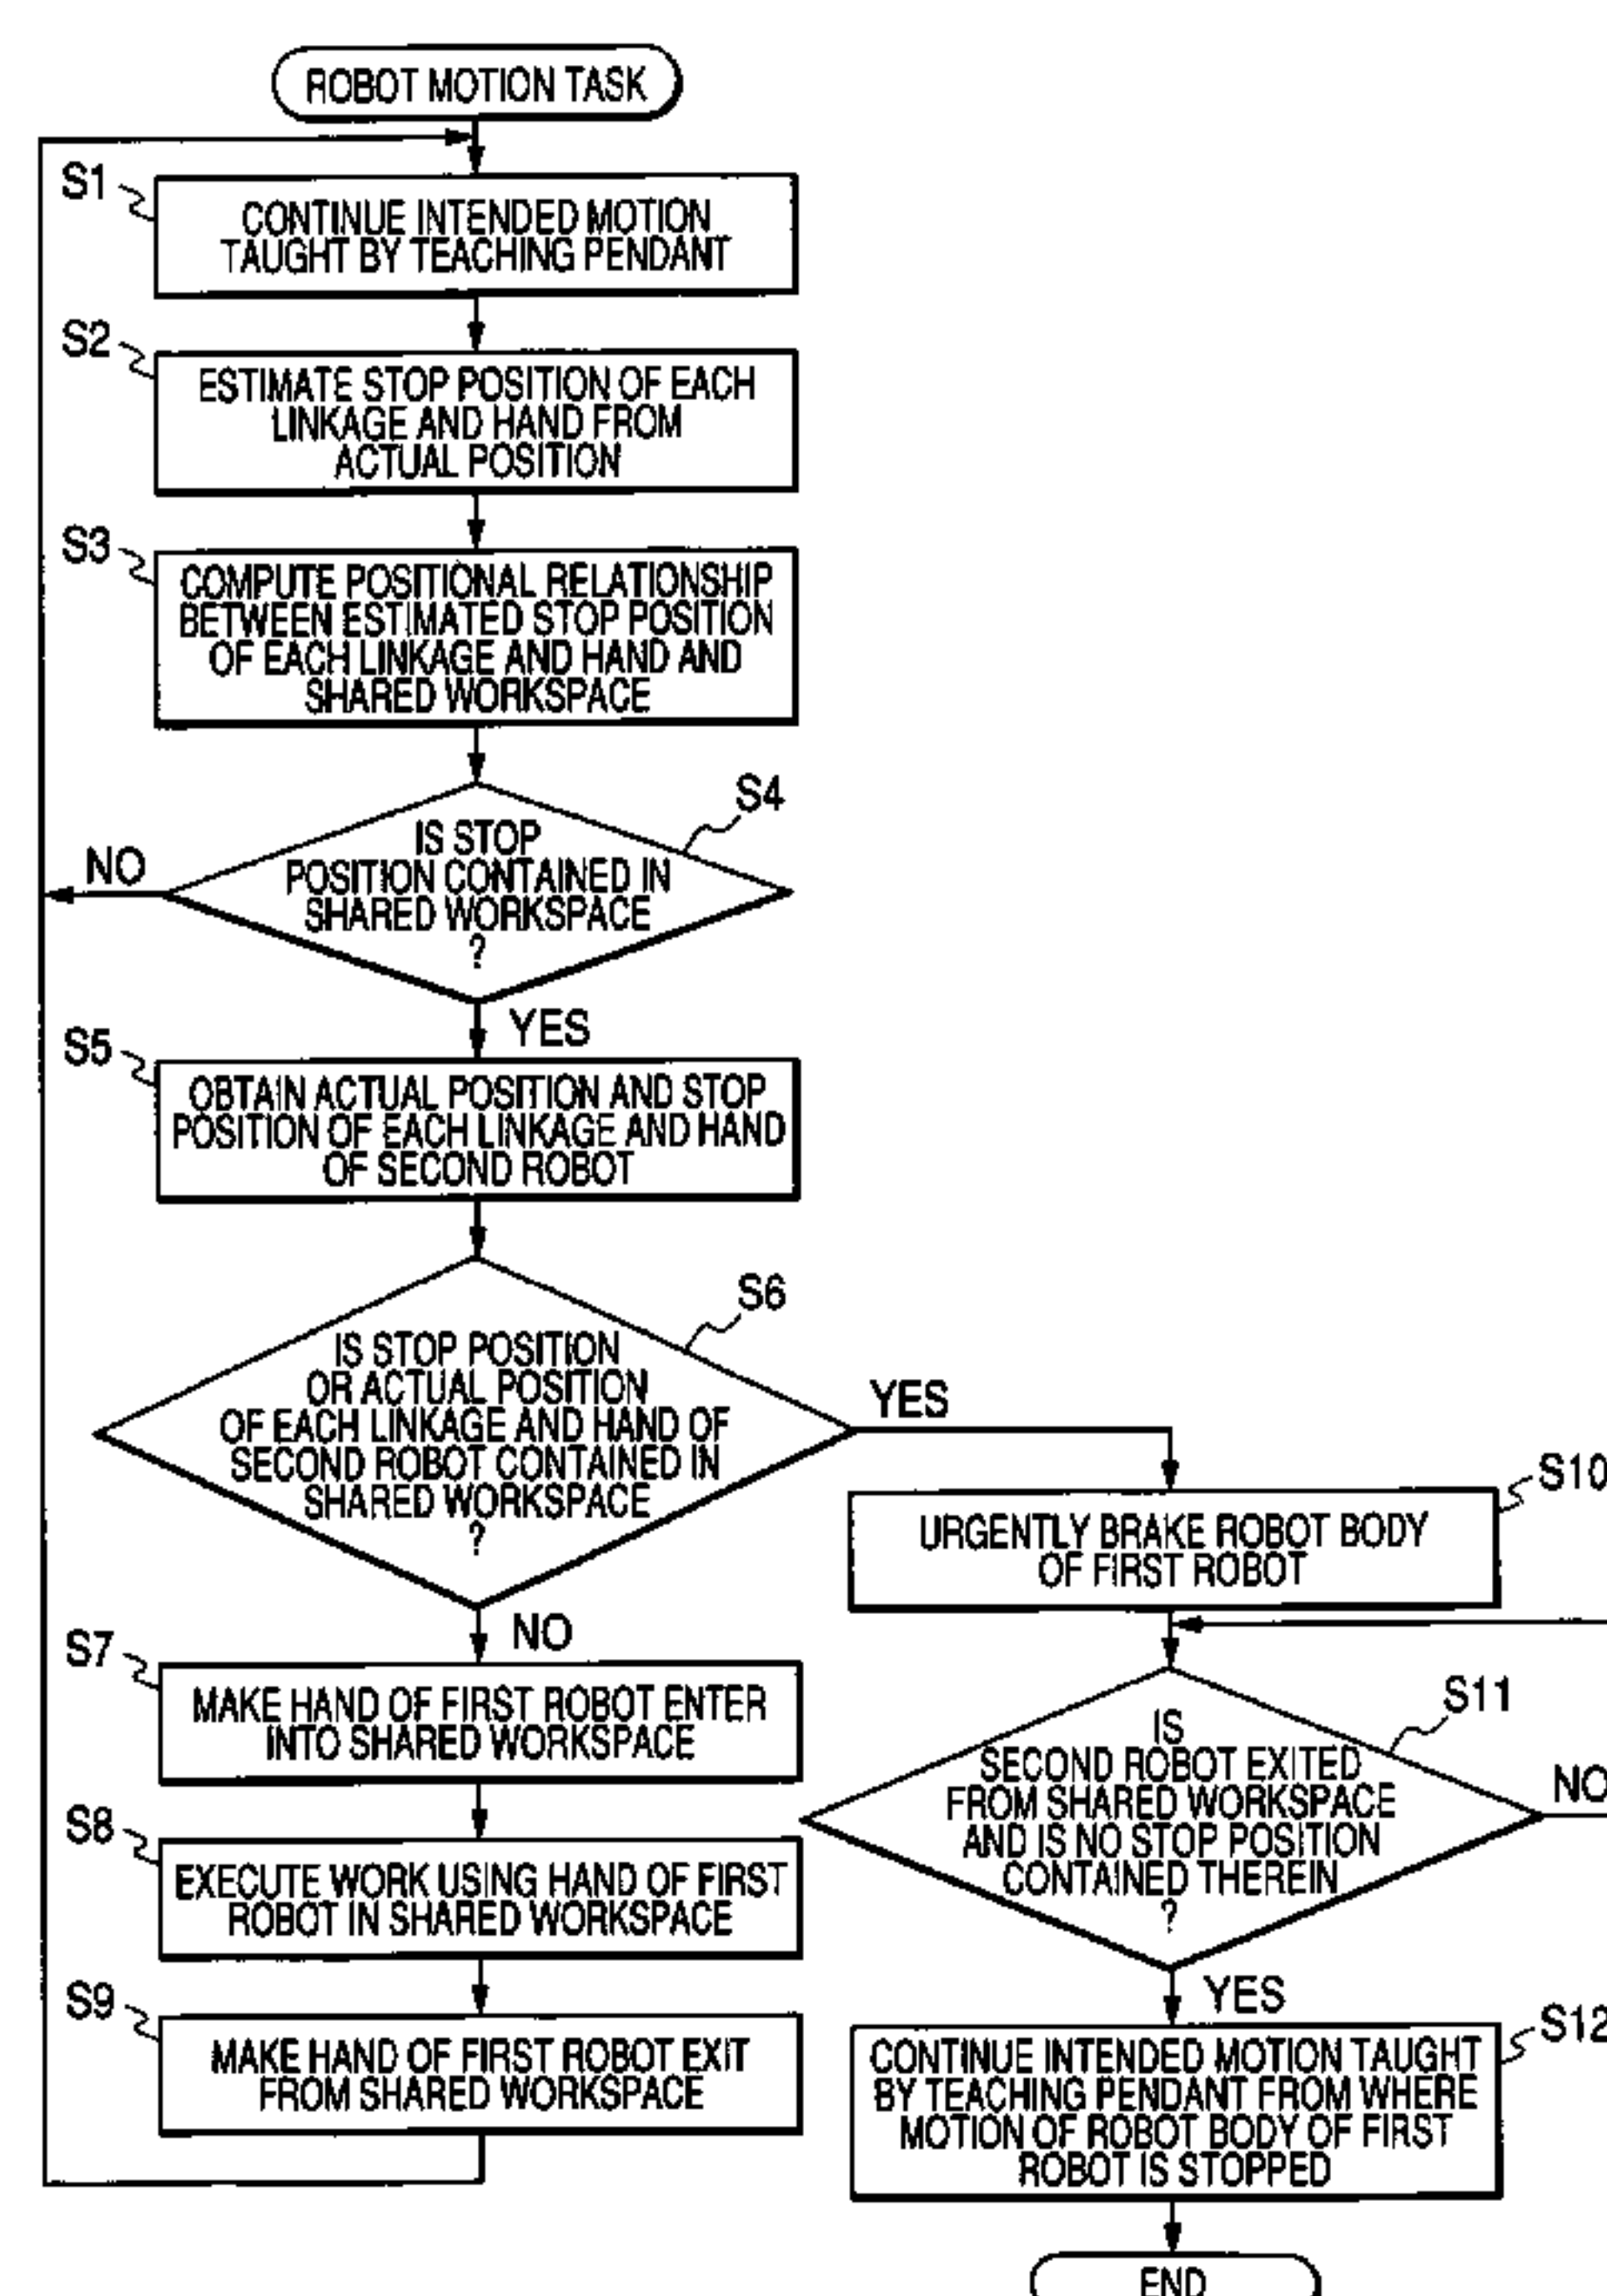 ROBOT MOTION TASK
S1
CONTINUE INTENDED MOTION
TAUGHT BY TEACHING PENDANT
S2
ESTIMATE STOP POSITION OF EACH
LINKAGE AND HAND FROM
ACTUAL POSITION
S3
COMPUTE POSITIONAL RELATIONSHIP
BETWEEN ESTIMATED STOP POSITION
OF EACH LINKAGE AND HAND AND
SHARED WORKSPACE
S4
IS STOP
POSITION CONTAINED IN
SHARED WORKSPACE
?
NO
YES
S5
OBTAIN ACTUAL POSITION AND STOP
POSITION OF EACH LINKAGE AND HAND
OF SECOND ROBOT
S6
IS STOP POSITION
OR ACTUAL POSITION
OF EACH LINKAGE AND HAND OF
SECOND ROBOT CONTAINED IN
SHARED WORKSPACE
?
YES
NO
S7
MAKE HAND OF FIRST ROBOT ENTER
INTO SHARED WORKSPACE
S8
EXECUTE WORK USING HAND OF FIRST
ROBOT IN SHARED WORKSPACE
S9
MAKE HAND OF FIRST ROBOT EXIT
FROM SHARED WORKSPACE
S10
URGENTLY BRAKE ROBOT BODY
OF FIRST ROBOT
S11
IS
SECOND ROBOT EXITED
FROM SHARED WORKSPACE
AND IS NO STOP POSITION
CONTAINED THEREIN
?
NO
YES
S12
CONTINUE INTENDED MOTION TAUGHT
BY TEACHING PENDANT FROM WHERE
MOTION OF ROBOT BODY OF FIRST
ROBOT IS STOPPED
END